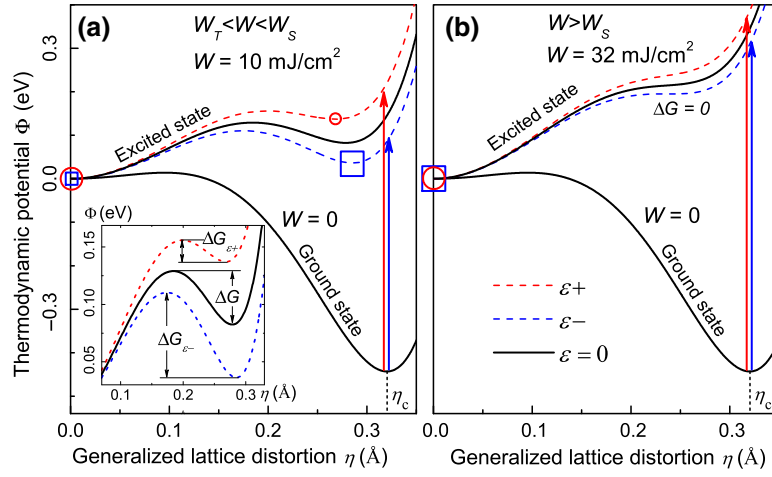 (a)
W_T<W<W_S
W = 10 mJ/cm²
Excited state
W = 0
Ground state
η_c
Thermodynamic potential Φ (eV)
0.3
0.0
−0.3
0.0
0.1
0.2
0.3
Generalized lattice distortion η (Å)
Φ (eV)
0.15
0.10
0.05
0.1
0.2
0.3
η (Å)
ΔG_ε+
ΔG
ΔG_ε−
(b)
W>W_S
W = 32 mJ/cm²
Excited state
ΔG = 0
W = 0
Ground state
ε+
ε−
ε = 0
η_c
0.0
0.1
0.2
0.3
Generalized lattice distortion η (Å)